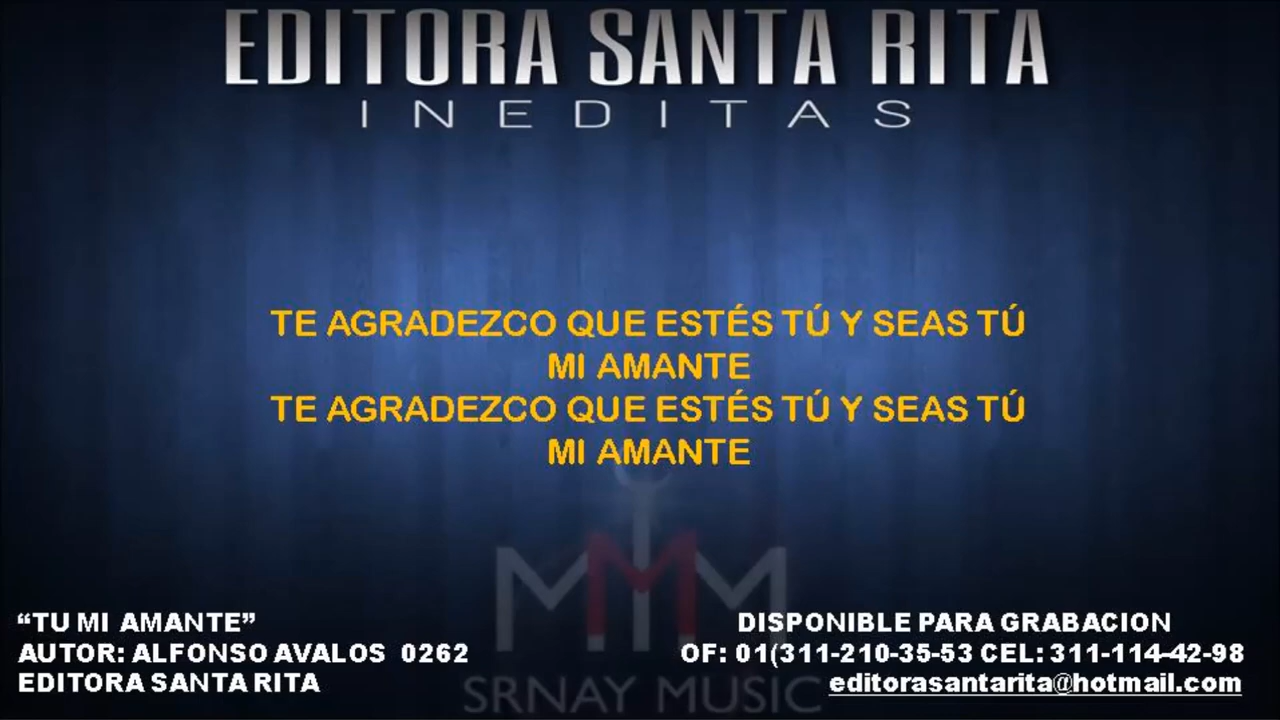 EDITORA SANTA RITA
INEDITAS
TE AGRADEZCO QUE ESTÉS TÚ Y SEAS TÚ
MI AMANTE
TE AGRADEZCO QUE ESTÉS TÚ Y SEAS TÚ
MI AMANTE
MMM
SRNAY MUSIC
“TU MI AMANTE”
AUTOR: ALFONSO AVALOS 0262
EDITORA SANTA RITA
DISPONIBLE PARA GRABACION
OF: 01(311-210-35-53 CEL: 311-114-42-98
editorasantarita@hotmail.com